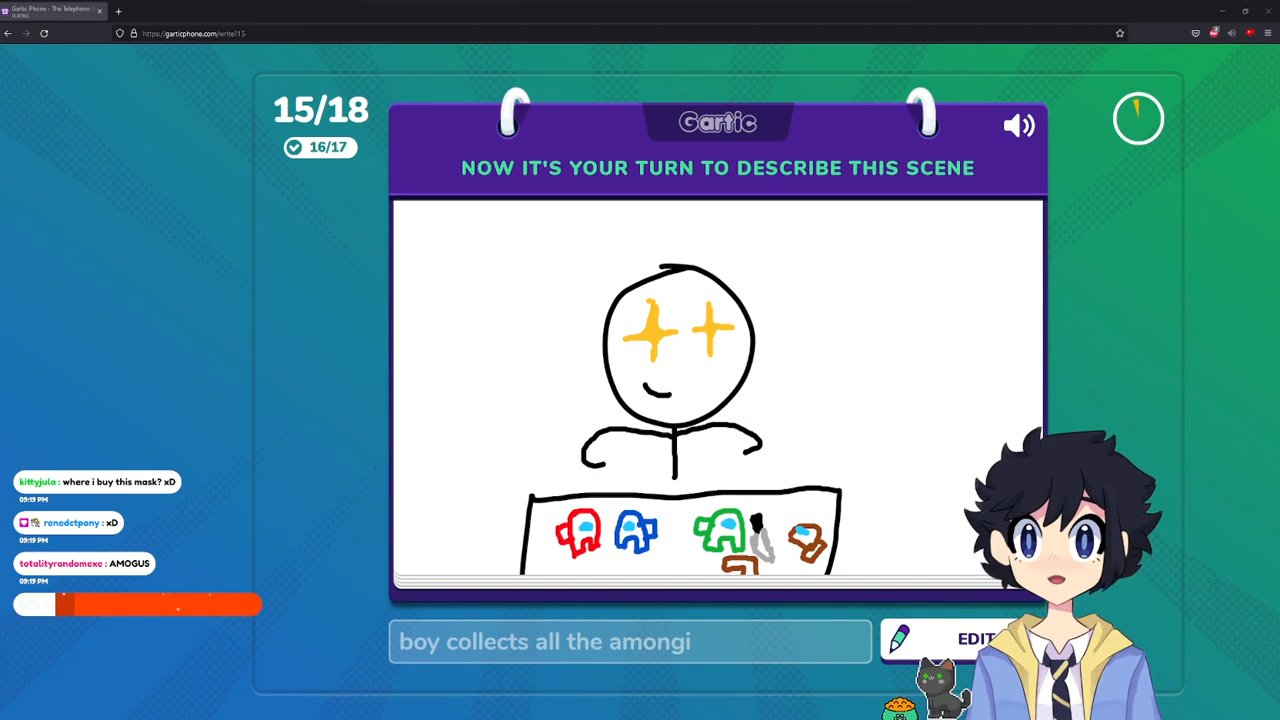 Gartic Phone - The Telephone
PLAYING
https://garticphone.com/write?15
15/18
16/17
Gartic
NOW IT'S YOUR TURN TO DESCRIBE THIS SCENE
kittyjula : where i buy this mask? xD
09:19 PM
renedctpony : xD
09:19 PM
totalityrandomexe : AMOGUS
09:19 PM
boy collects all the amongi
EDIT